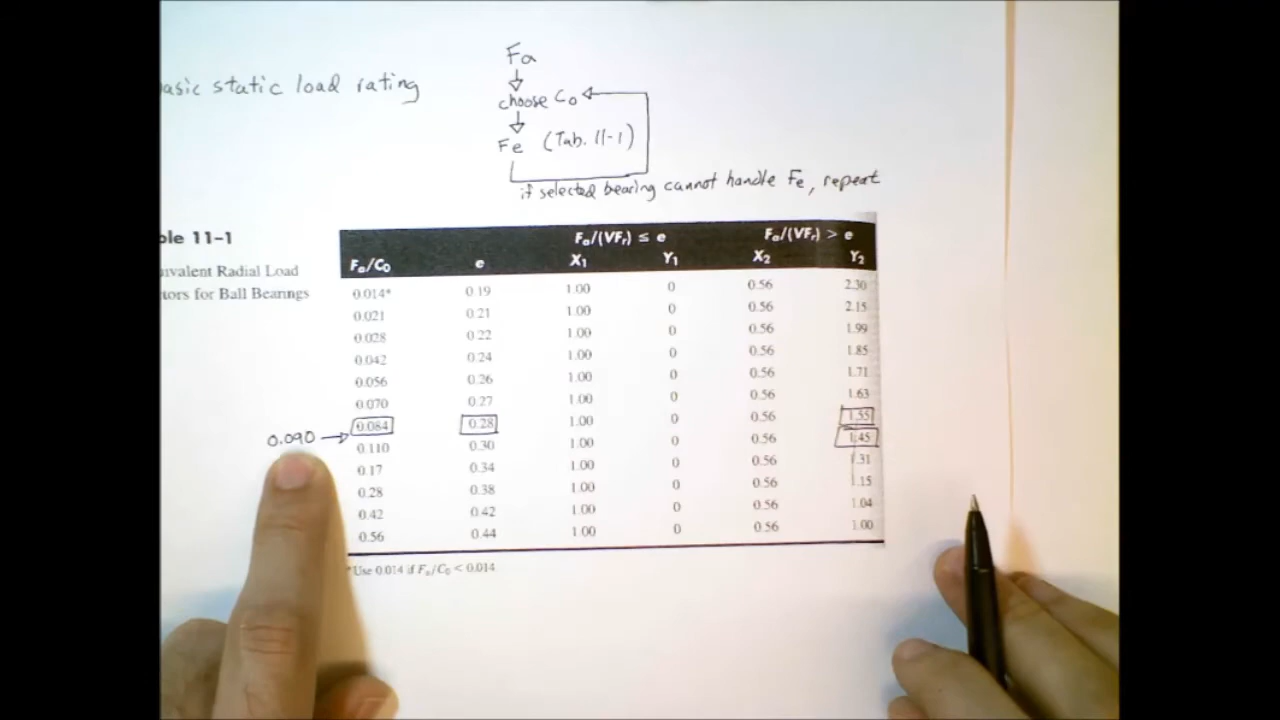 basic static load rating
Fa
choose Co
Fe (Tab. 11-1)
if selected bearing cannot handle Fe, repeat
11-1
Radial Load
for Ball Bearings
Fa/(VFr) ≤ e Fa/(VFr) > e
Fa/C0 e X1 Y1 X2 Y2
0.014* 0.19 1.00 0 0.56 2.30
0.021 0.21 1.00 0 0.56 2.15
0.028 0.22 1.00 0 0.56 1.99
0.042 0.24 1.00 0 0.56 1.85
0.056 0.26 1.00 0 0.56 1.71
0.070 0.27 1.00 0 0.56 1.63
0.084 0.28 1.00 0 0.56 1.55
0.090 → 0.110 0.30 1.00 0 0.56 1.45
0.17 0.34 1.00 0 0.56 1.31
0.28 0.38 1.00 0 0.56 1.15
0.42 0.42 1.00 0 0.56 1.04
0.56 0.44 1.00 0 0.56 1.00
*Use 0.014 if Fa/C0 < 0.014